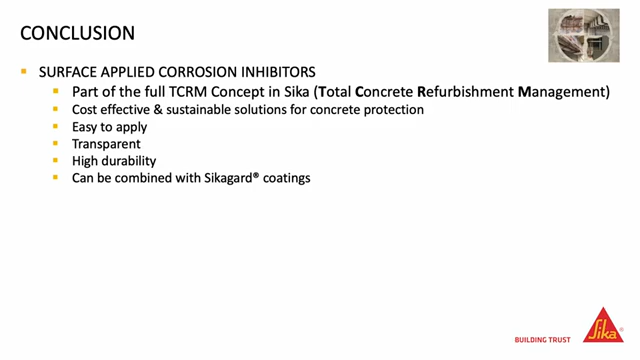 CONCLUSION
SURFACE APPLIED CORROSION INHIBITORS
Part of the full TCRM Concept in Sika (Total Concrete Refurbishment Management)
Cost effective & sustainable solutions for concrete protection
Easy to apply
Transparent
High durability
Can be combined with Sikagard® coatings
BUILDING TRUST
Sika®